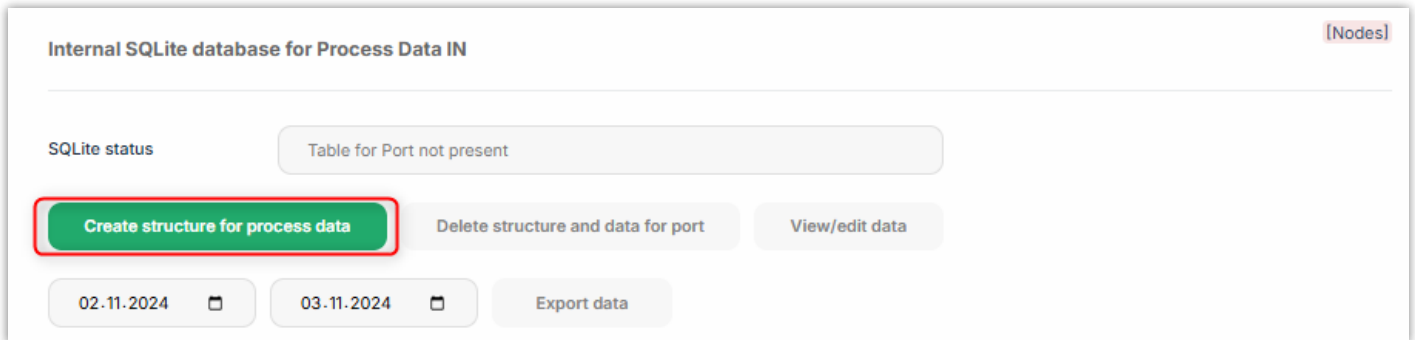 Internal SQLite database for Process Data IN
[Nodes]
SQLite status
Table for Port not present
Create structure for process data
Delete structure and data for port
View/edit data
02.11.2024
03.11.2024
Export data